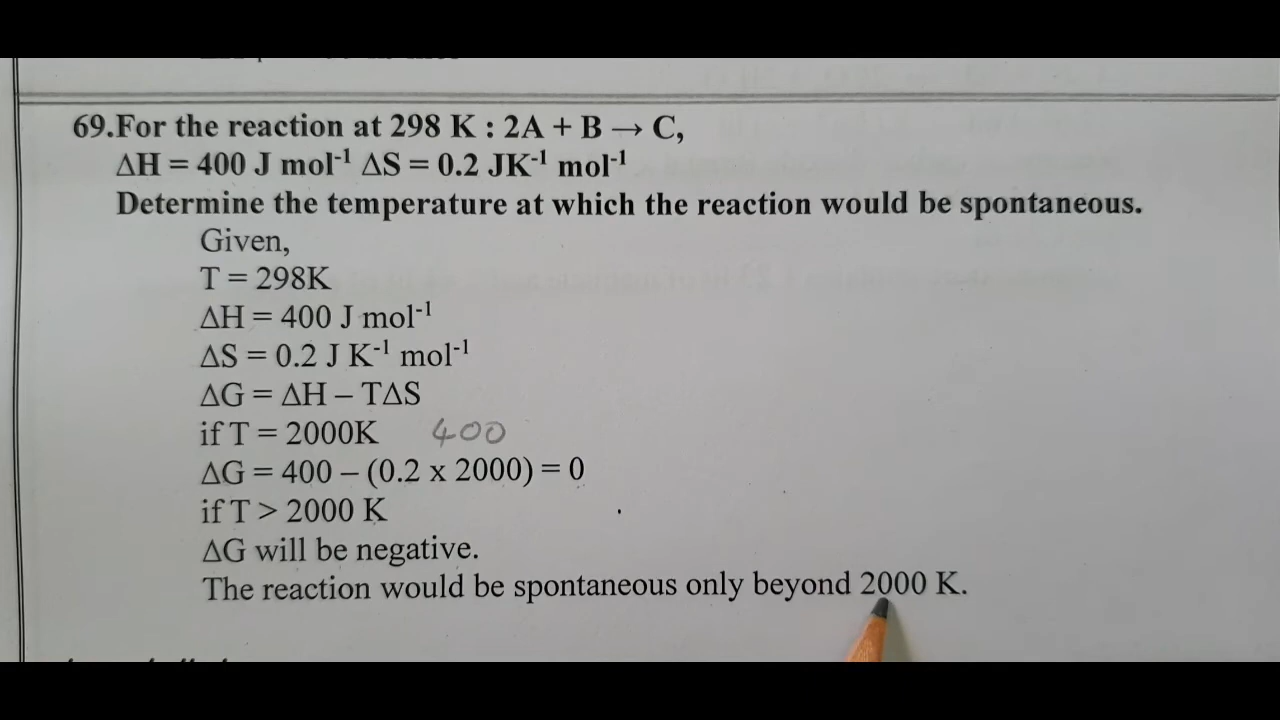 69.For the reaction at 298 K : 2A + B → C,
ΔH = 400 J mol⁻¹ ΔS = 0.2 JK⁻¹ mol⁻¹
Determine the temperature at which the reaction would be spontaneous.
Given,
T = 298K
ΔH = 400 J mol⁻¹
ΔS = 0.2 J K⁻¹ mol⁻¹
ΔG = ΔH – TΔS
if T = 2000K 400
ΔG = 400 – (0.2 x 2000) = 0
if T > 2000 K
ΔG will be negative.
The reaction would be spontaneous only beyond 2000 K.